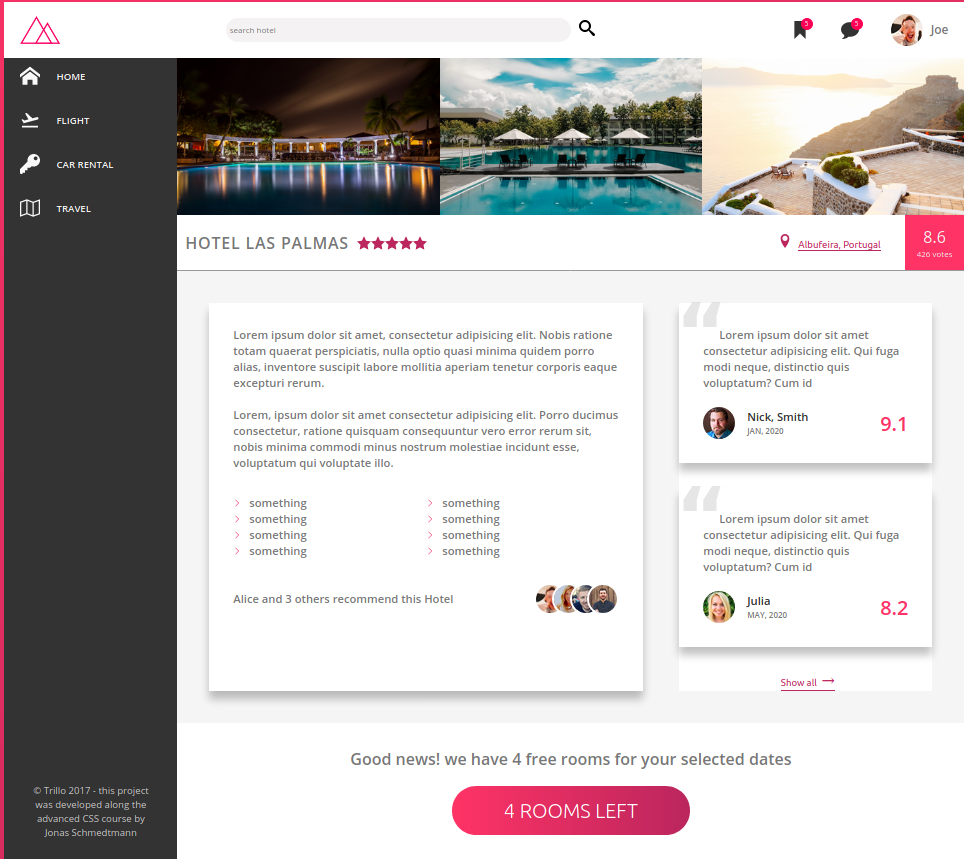 search hotel
5
5
Joe
HOME
FLIGHT
CAR RENTAL
TRAVEL
HOTEL LAS PALMAS
Albufeira, Portugal
8.6
426 votes
Lorem ipsum dolor sit amet, consectetur adipisicing elit. Nobis ratione
totam quaerat perspiciatis, nulla optio quasi minima quidem porro
alias, inventore suscipit labore mollitia aperiam tenetur corporis eaque
excepturi rerum.
Lorem, ipsum dolor sit amet consectetur adipisicing elit. Porro ducimus
consectetur, ratione quisquam consequuntur vero error rerum sit,
nobis minima commodi minus nostrum molestiae incidunt esse,
voluptatum qui voluptate illo.
something
something
something
something
something
something
something
something
Alice and 3 others recommend this Hotel
“
Lorem ipsum dolor sit amet
consectetur adipisicing elit. Qui fuga
modi neque, distinctio quis
voluptatum? Cum id
Nick, Smith
JAN, 2020
9.1
“
Lorem ipsum dolor sit amet
consectetur adipisicing elit. Qui fuga
modi neque, distinctio quis
voluptatum? Cum id
Julia
MAY, 2020
8.2
Show all →
Good news! we have 4 free rooms for your selected dates
4 ROOMS LEFT
© Trillo 2017 - this project
was developed along the
advanced CSS course by
Jonas Schmedtmann